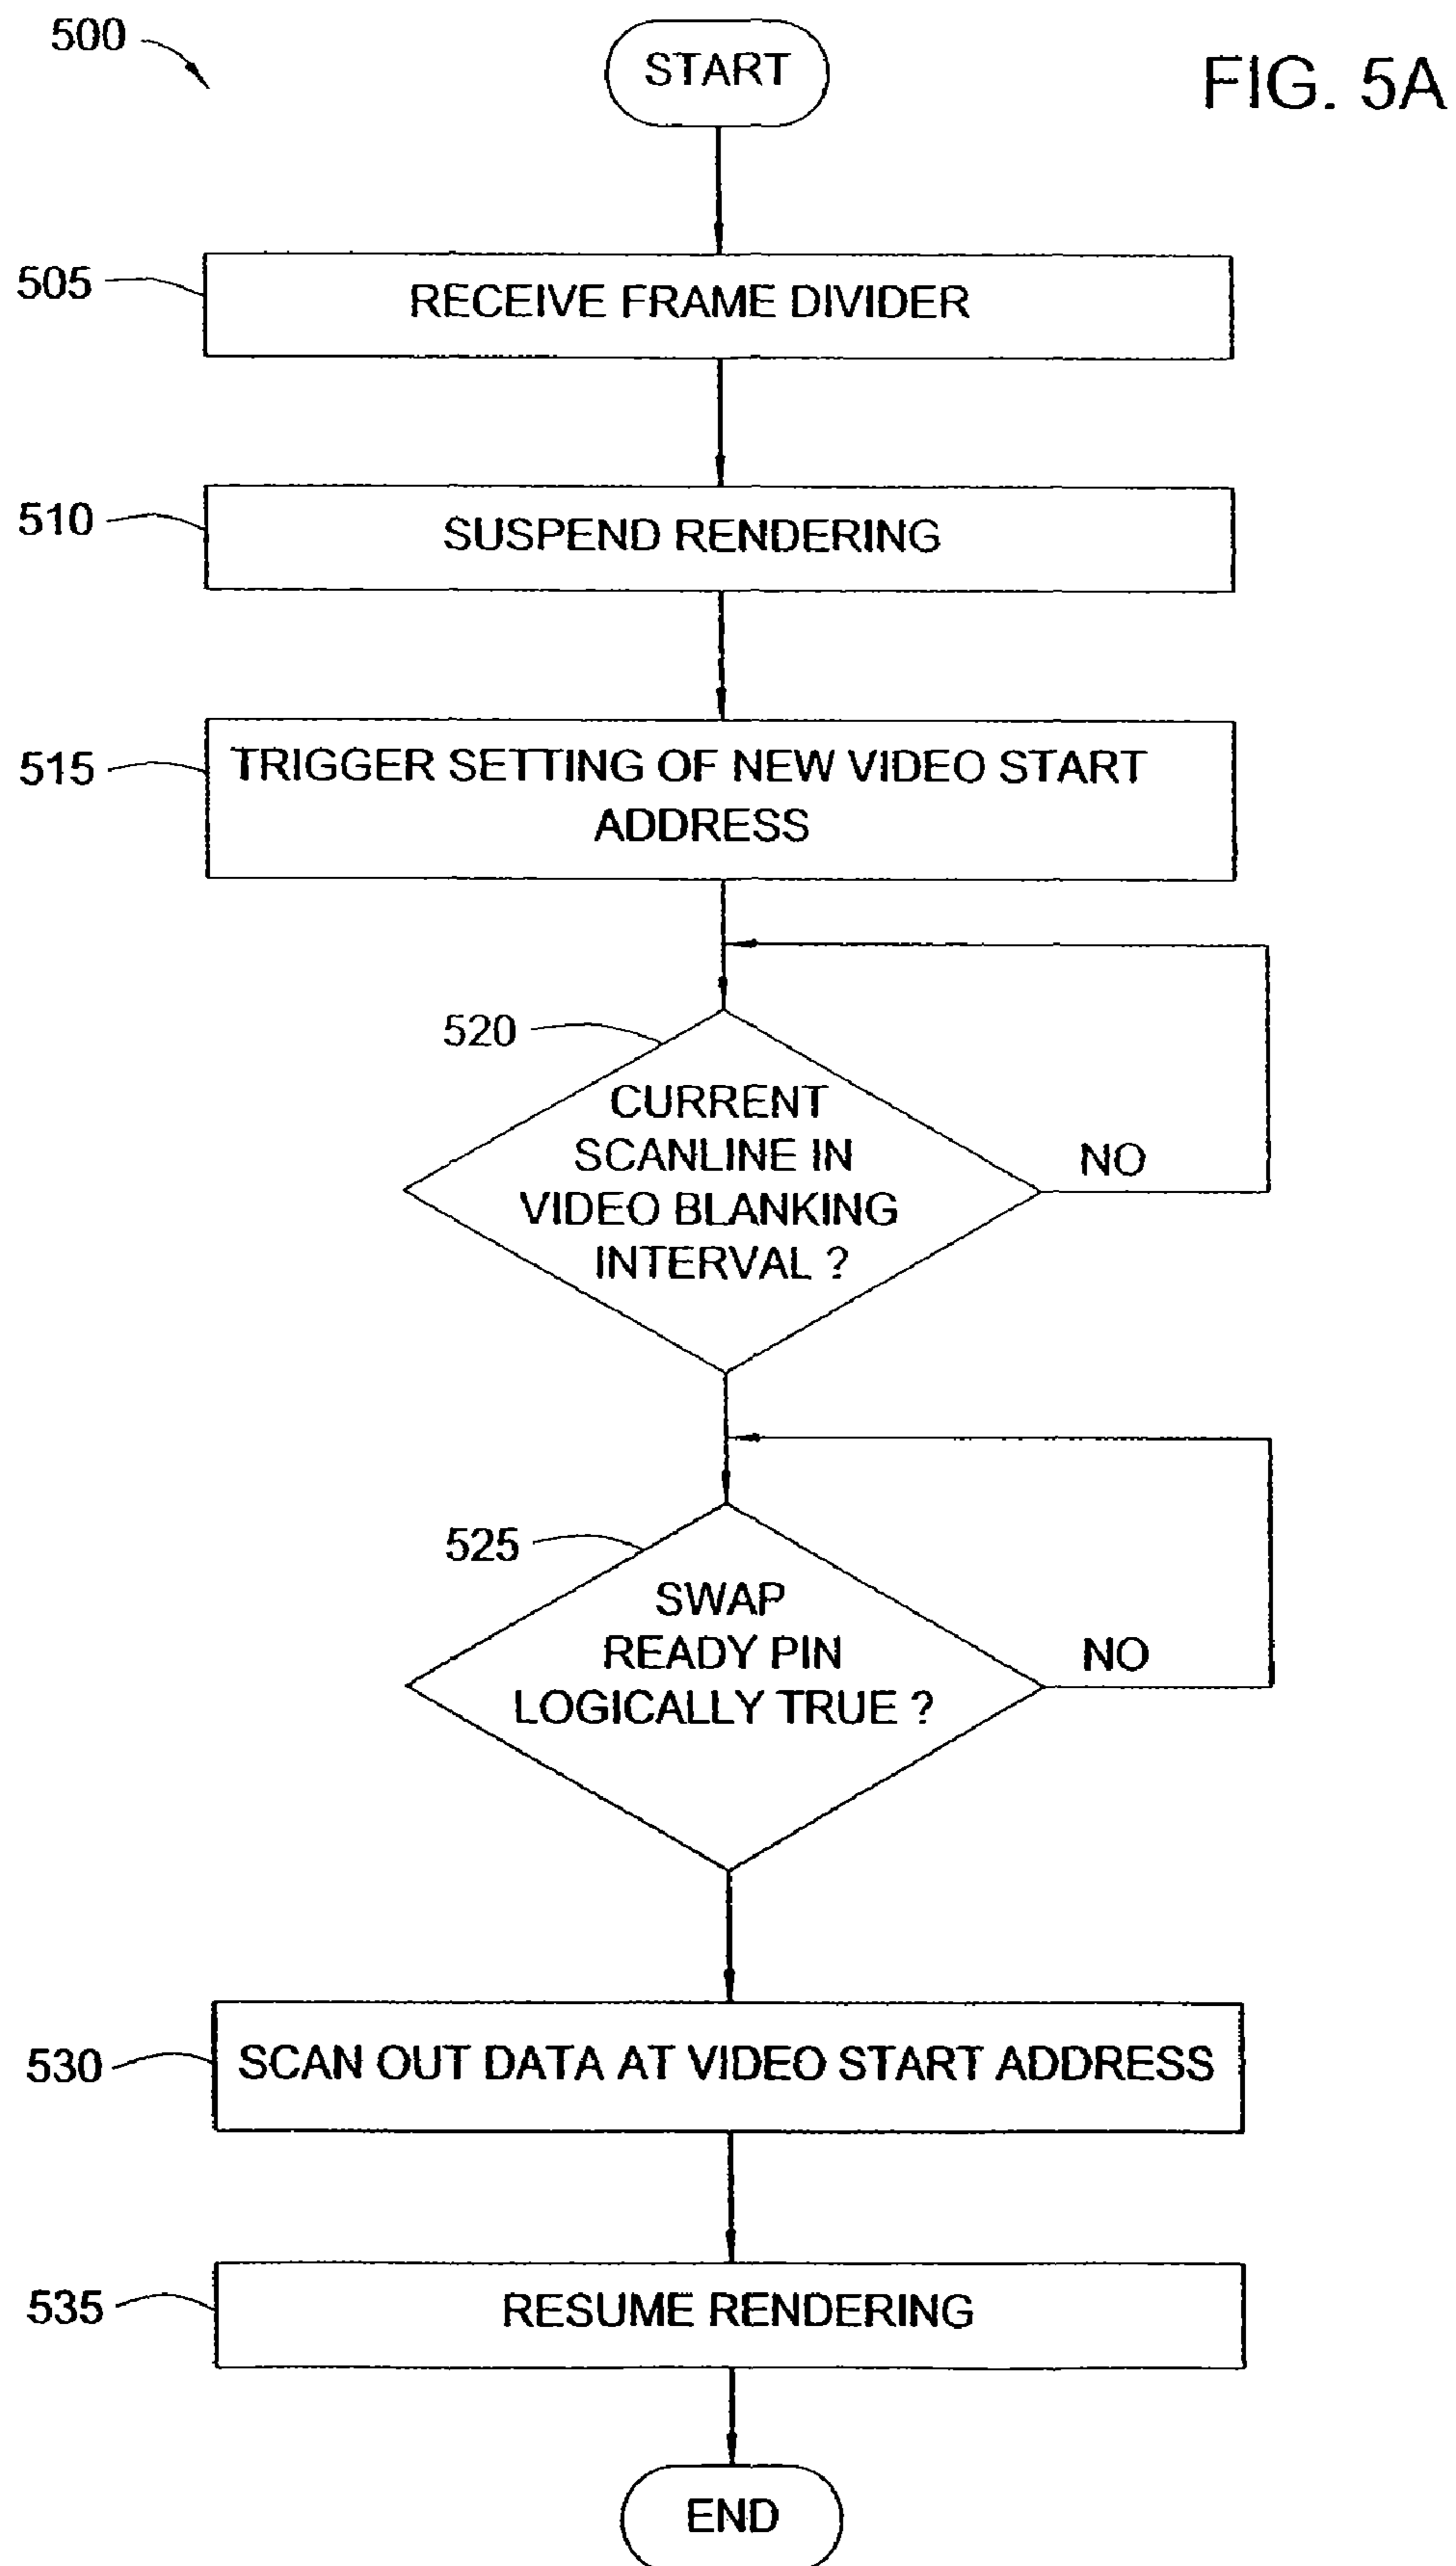 500
START
FIG. 5A
505
RECEIVE FRAME DIVIDER
510
SUSPEND RENDERING
515
TRIGGER SETTING OF NEW VIDEO START
ADDRESS
520
CURRENT
SCANLINE IN
VIDEO BLANKING
INTERVAL ?
NO
525
SWAP
READY PIN
LOGICALLY TRUE ?
NO
530
SCAN OUT DATA AT VIDEO START ADDRESS
535
RESUME RENDERING
END